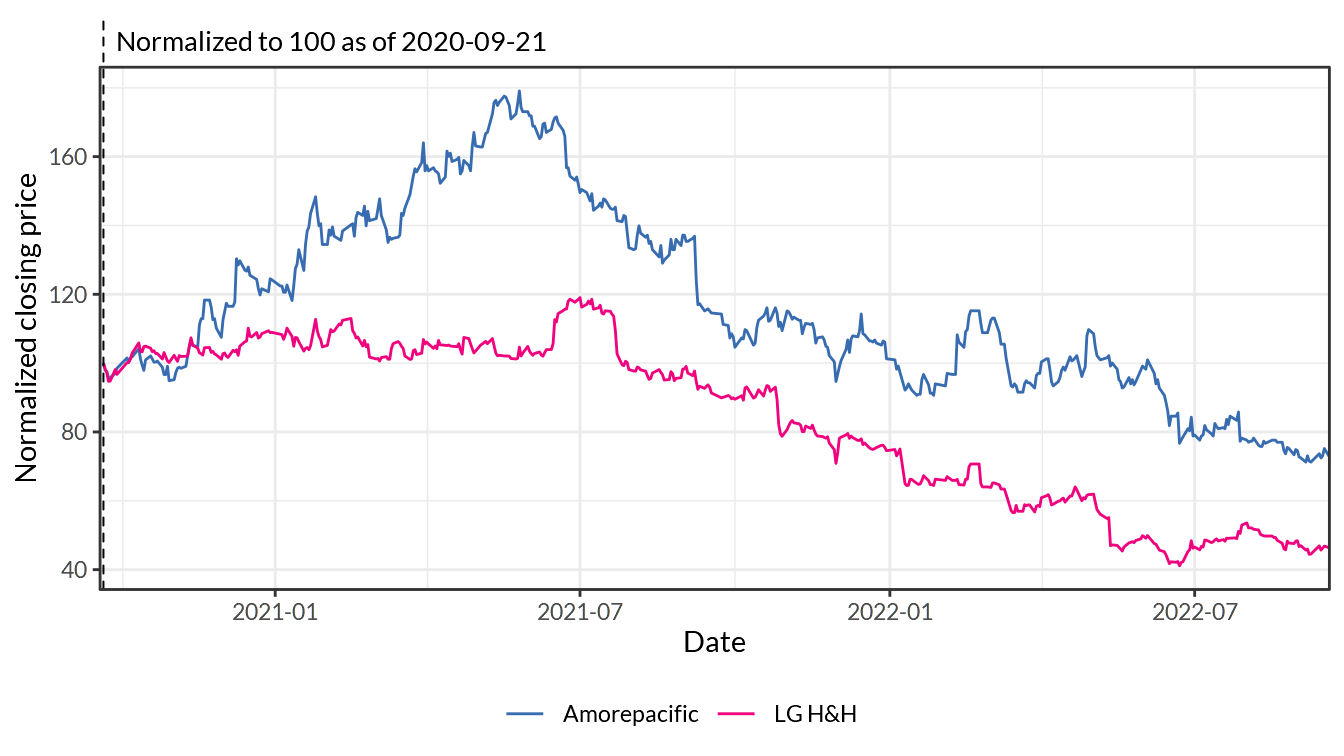 Normalized to 100 as of 2020-09-21
Normalized closing price
160
120
80
40
2021-01
2021-07
2022-01
2022-07
Date
Amorepacific
LG H&H